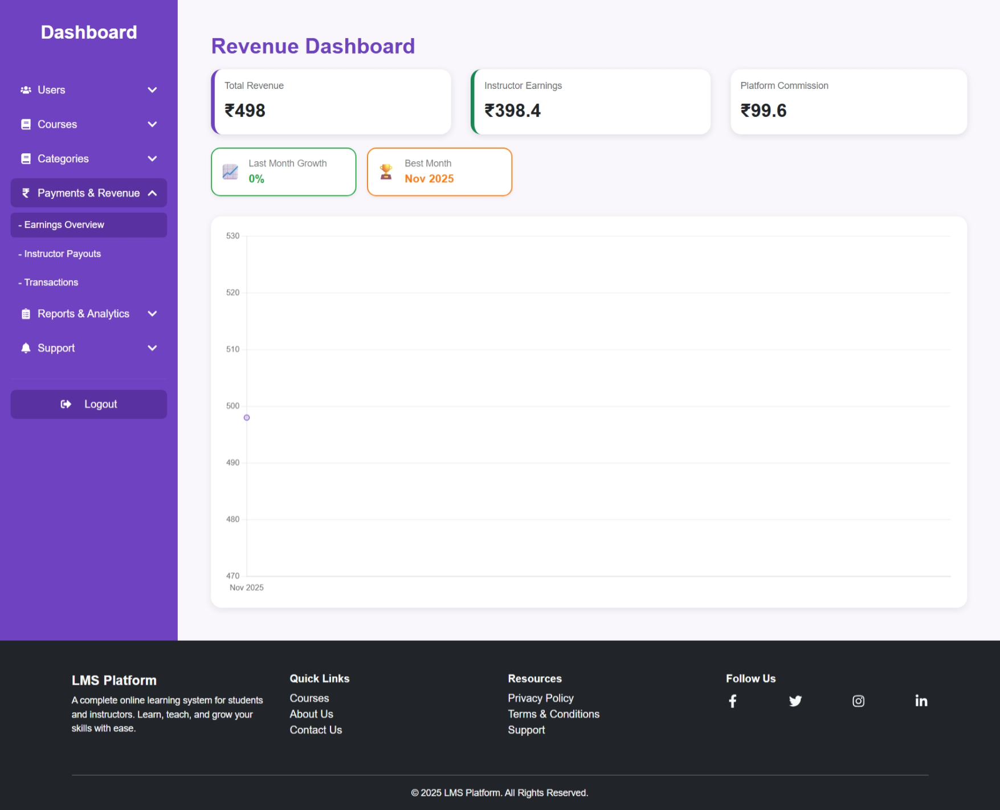 Dashboard
Users
Courses
Categories
₹ Payments & Revenue
- Earnings Overview
- Instructor Payouts
- Transactions
Reports & Analytics
Support
Logout
Revenue Dashboard
Total Revenue
₹498
Instructor Earnings
₹398.4
Platform Commission
₹99.6
Last Month Growth
0%
Best Month
Nov 2025
530
520
510
500
490
480
470
Nov 2025
LMS Platform
A complete online learning system for students
and instructors. Learn, teach, and grow your
skills with ease.
Quick Links
Courses
About Us
Contact Us
Resources
Privacy Policy
Terms & Conditions
Support
Follow Us
© 2025 LMS Platform. All Rights Reserved.